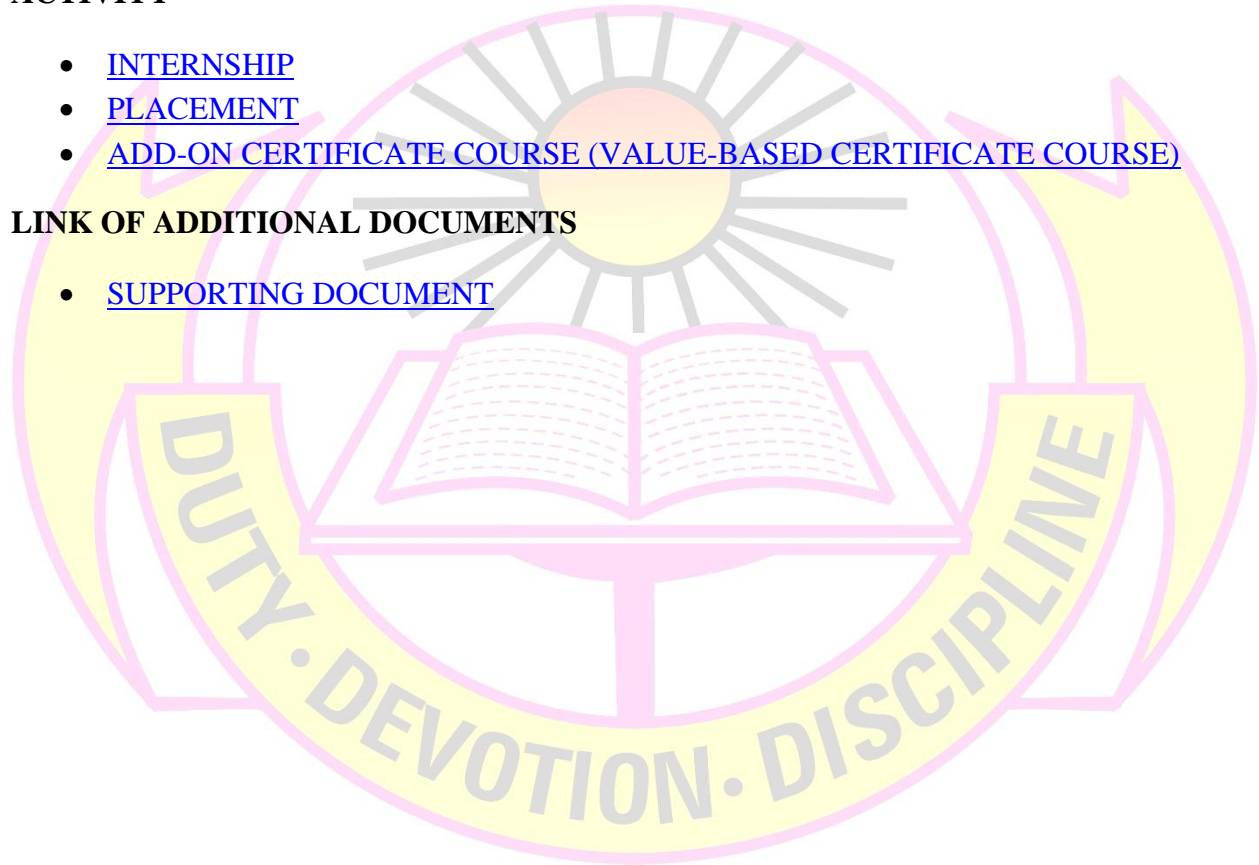 ACTIVITY
• INTERNSHIP
• PLACEMENT
• ADD-ON CERTIFICATE COURSE (VALUE-BASED CERTIFICATE COURSE)
LINK OF ADDITIONAL DOCUMENTS
• SUPPORTING DOCUMENT
DUTY · DEVOTION · DISCIPLINE